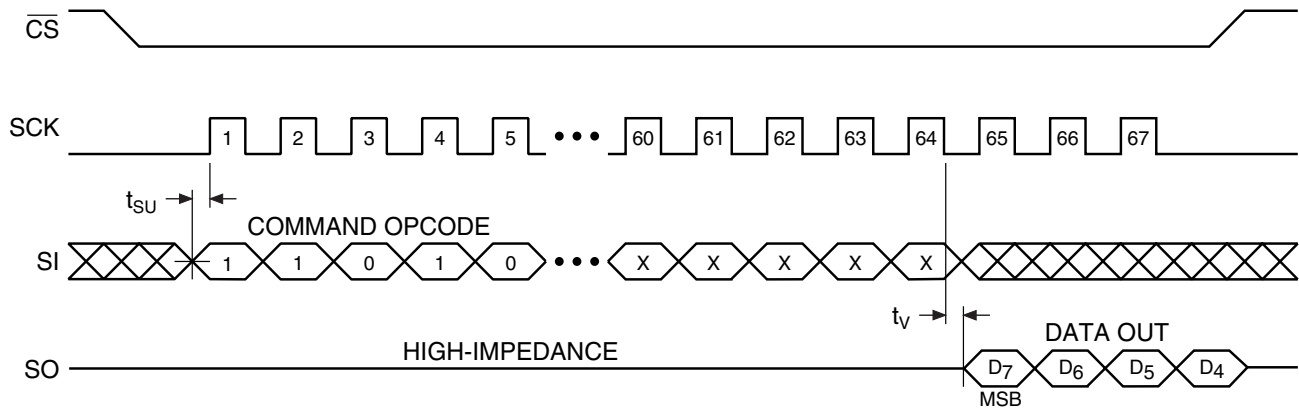 CS
SCK 1 2 3 4 5 ••• 60 61 62 63 64 65 66 67
tSU
COMMAND OPCODE
SI 1 1 0 1 0 ••• X X X X X
tV
HIGH-IMPEDANCE DATA OUT
SO D7 D6 D5 D4
MSB